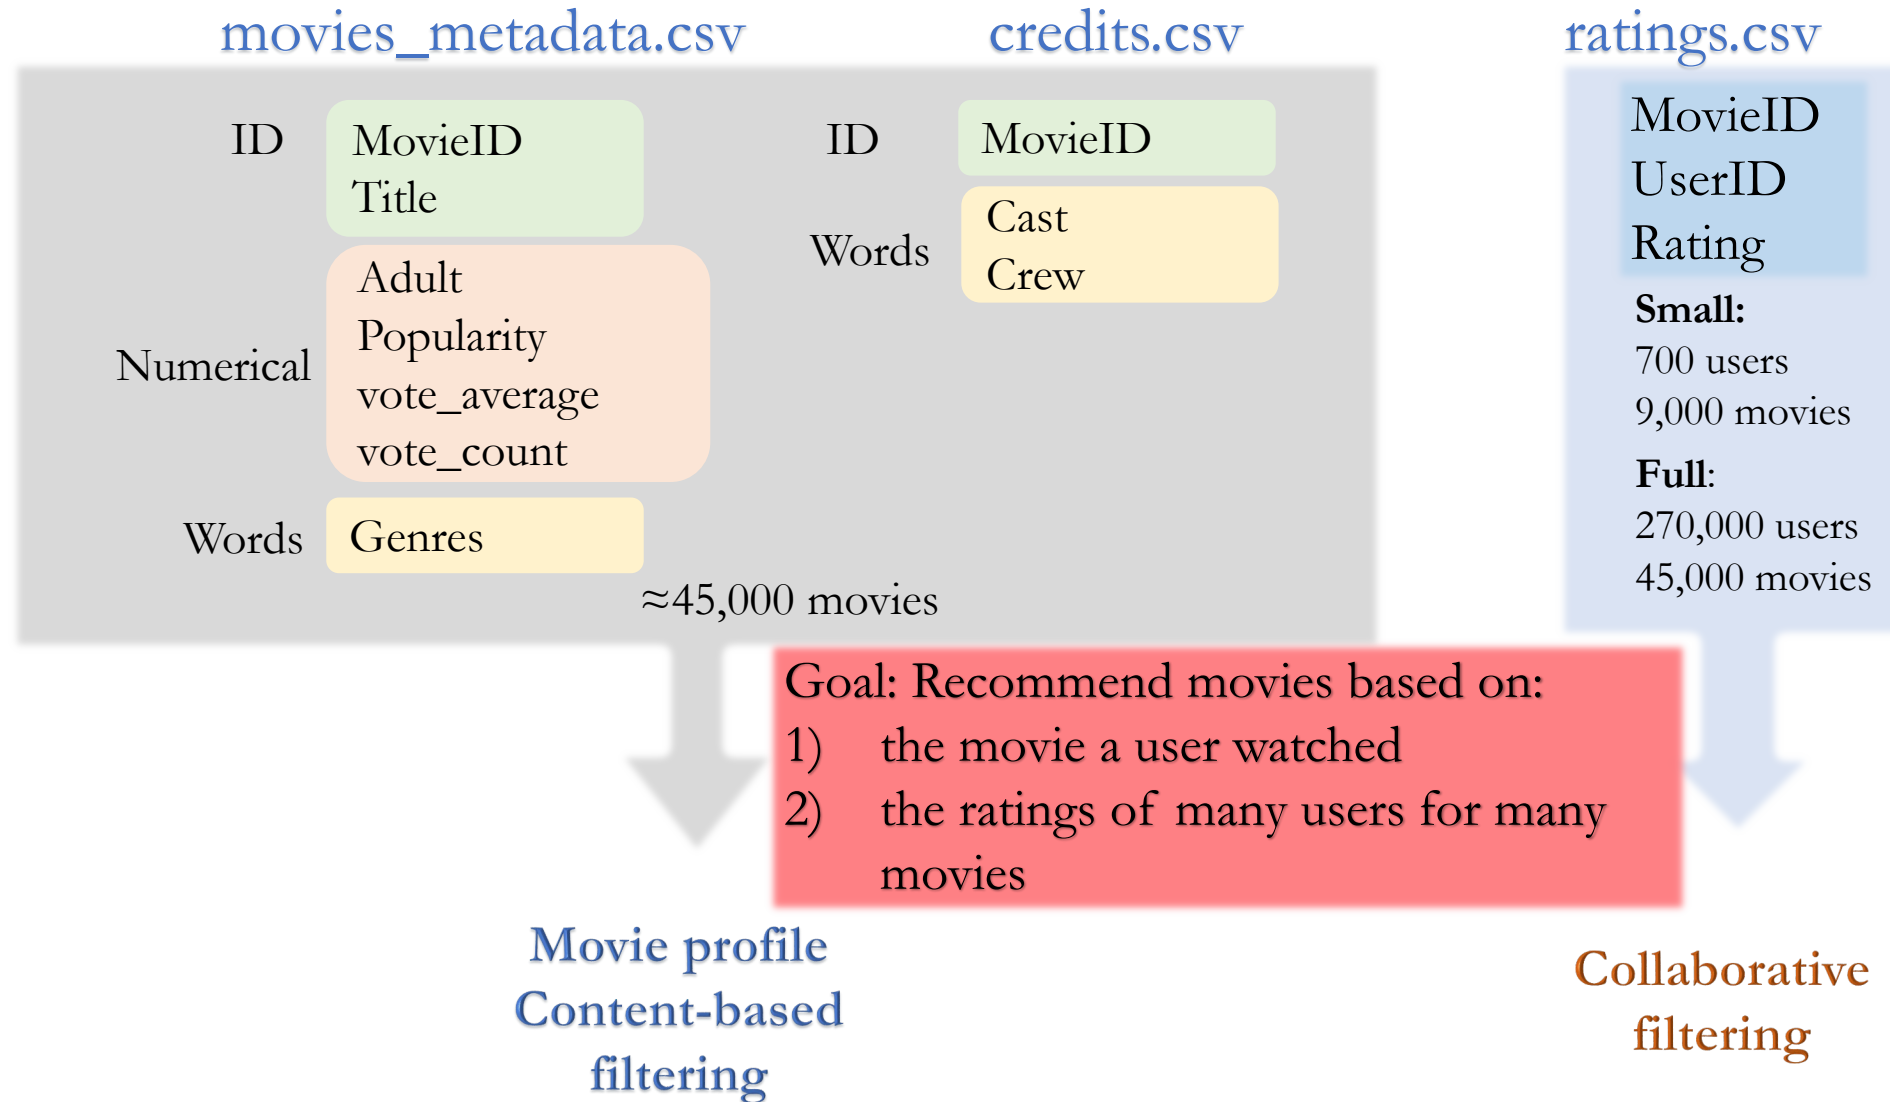 movies_metadata.csv
credits.csv
ratings.csv
ID
MovieID
Title
Numerical
Adult
Popularity
vote_average
vote_count
Words
Genres
ID
MovieID
Words
Cast
Crew
≈45,000 movies
MovieID
UserID
Rating
Small:
700 users
9,000 movies
Full:
270,000 users
45,000 movies
Goal: Recommend movies based on:
1) the movie a user watched
2) the ratings of many users for many
movies
Movie profile
Content-based
filtering
Collaborative
filtering